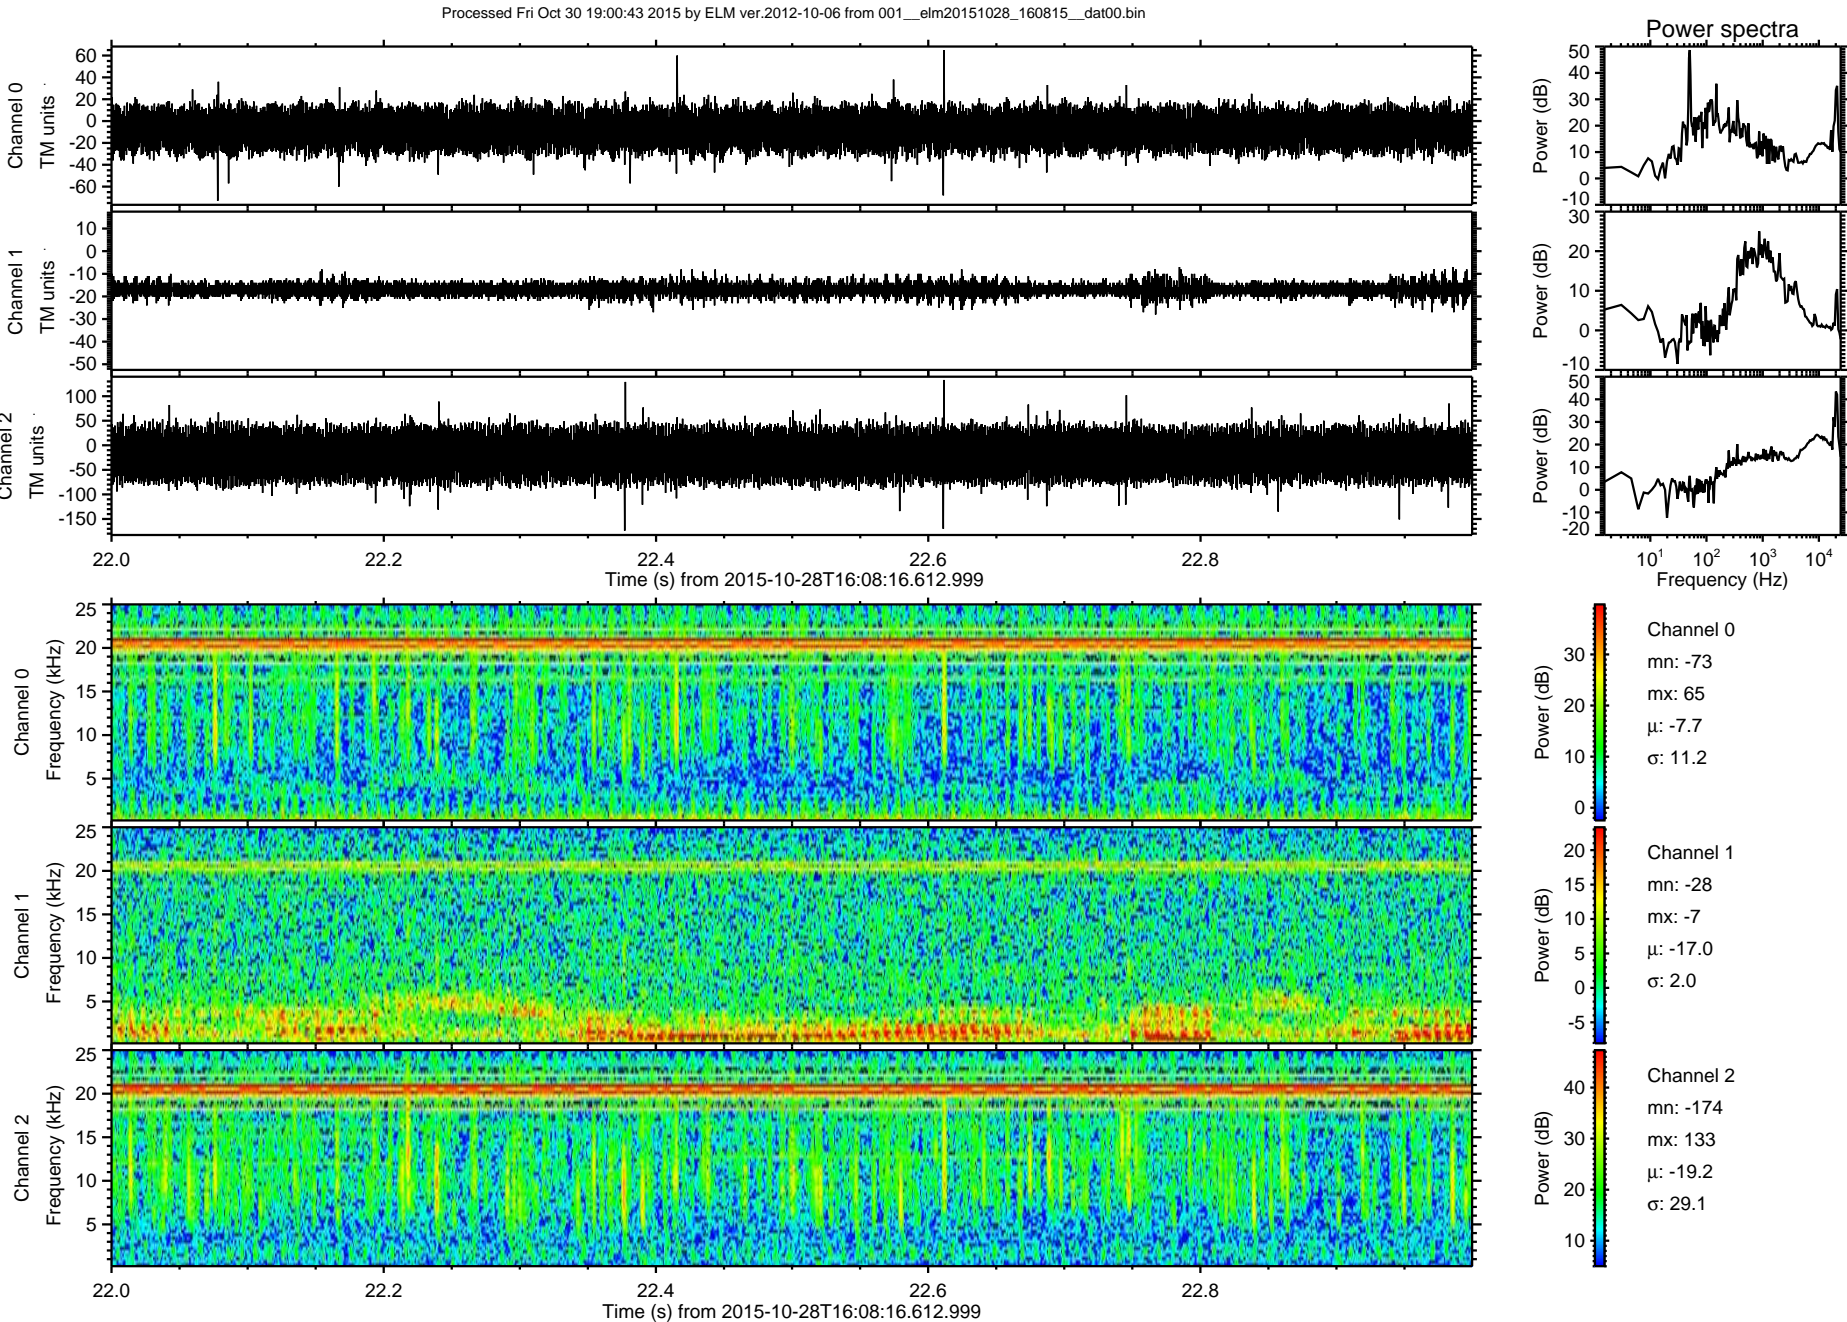 Processed Fri Oct 30 19:00:43 2015 by ELM ver.2012-10-06 from 001__elm20151028_160815__dat00.bin
Power spectra
Channel 0
TM units
60
40
20
0
-20
-40
-60
Power (dB)
50
40
30
20
10
0
-10
Channel 1
TM units
10
0
-10
-20
-30
-40
-50
Power (dB)
30
20
10
0
-10
Channel 2
TM units
100
50
0
-50
-100
-150
Power (dB)
50
40
30
20
10
0
-10
-20
22.0 22.2 22.4 22.6 22.8
Time (s) from 2015-10-28T16:08:16.612.999
10¹ 10² 10³ 10⁴
Frequency (Hz)
Channel 0
Frequency (kHz)
25
20
15
10
5
Power (dB)
30
20
10
0
Channel 0
mn: -73
mx: 65
μ: -7.7
σ: 11.2
Channel 1
Frequency (kHz)
25
20
15
10
5
Power (dB)
20
15
10
5
0
-5
Channel 1
mn: -28
mx: -7
μ: -17.0
σ: 2.0
Channel 2
Frequency (kHz)
25
20
15
10
5
Power (dB)
40
30
20
10
Channel 2
mn: -174
mx: 133
μ: -19.2
σ: 29.1
22.0 22.2 22.4 22.6 22.8
Time (s) from 2015-10-28T16:08:16.612.999